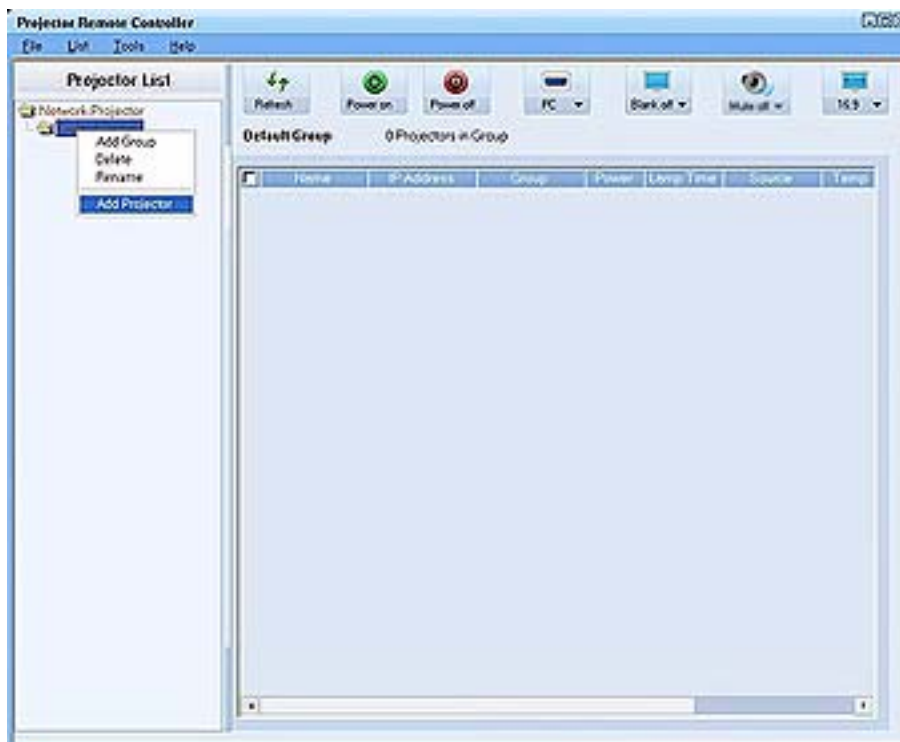 Projector Remote Controller
File List Tools Help
Projector List
Network Projector
Add Group
Delete
Rename
Add Projector
Refresh Power on Power off PC Blank off Mute off 16:9
Default Group 0 Projectors in Group
Name IP Address Group Power Lamp Time Source Temp